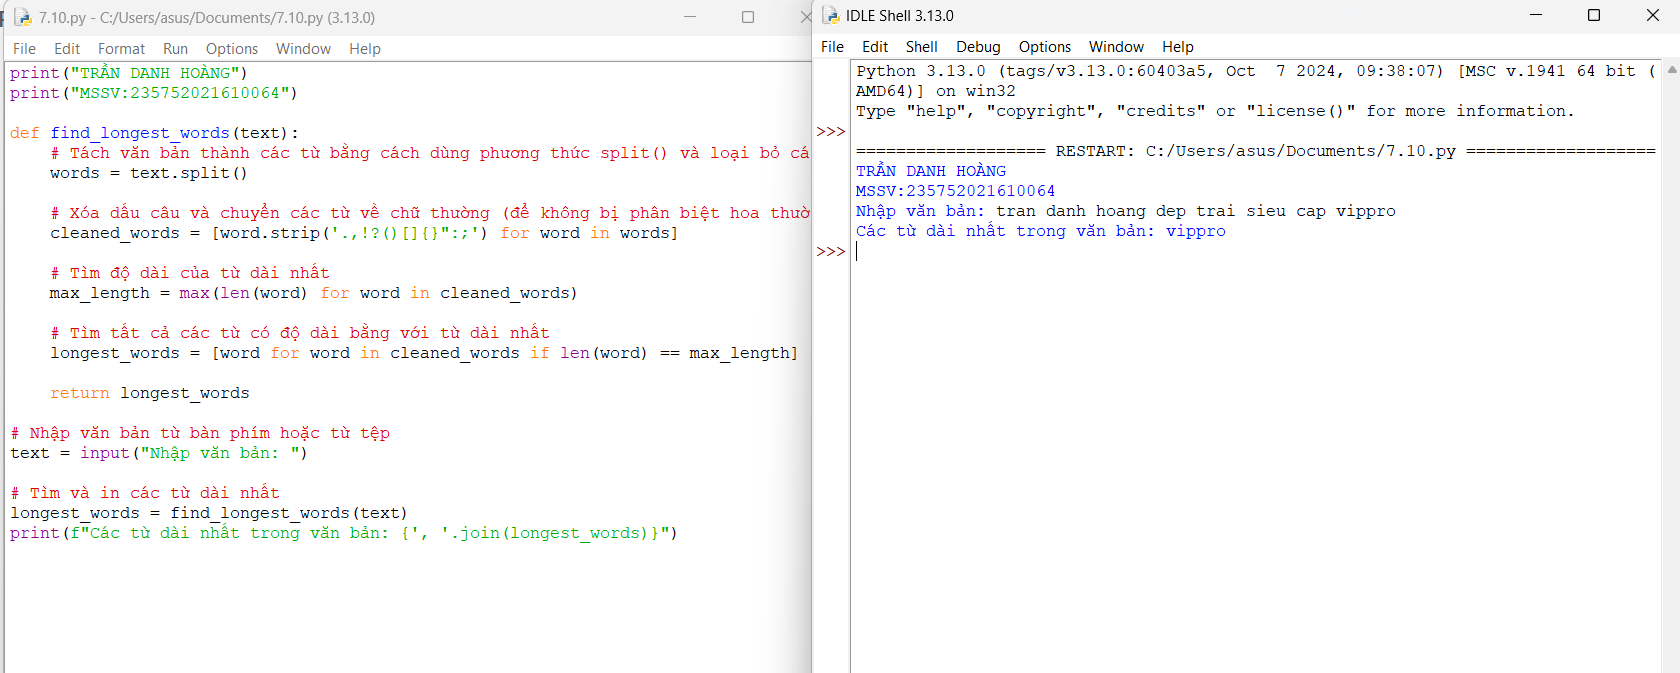 7.10.py - C:/Users/asus/Documents/7.10.py (3.13.0)
File Edit Format Run Options Window Help
print("TRẦN DANH HOÀNG")
print("MSSV:235752021610064")
def find_longest_words(text):
# Tách văn bản thành các từ bằng cách dùng phương thức split() và loại bỏ cá
words = text.split()
# Xóa dấu câu và chuyển các từ về chữ thường (để không bị phân biệt hoa thườ
cleaned_words = [word.strip('.,!?()[]{}":;') for word in words]
# Tìm độ dài của từ dài nhất
max_length = max(len(word) for word in cleaned_words)
# Tìm tất cả các từ có độ dài bằng với từ dài nhất
longest_words = [word for word in cleaned_words if len(word) == max_length]
return longest_words
# Nhập văn bản từ bàn phím hoặc từ tệp
text = input("Nhập văn bản: ")
# Tìm và in các từ dài nhất
longest_words = find_longest_words(text)
print(f"Các từ dài nhất trong văn bản: {', '.join(longest_words)}")
IDLE Shell 3.13.0
File Edit Shell Debug Options Window Help
Python 3.13.0 (tags/v3.13.0:60403a5, Oct  7 2024, 09:38:07) [MSC v.1941 64 bit (
AMD64)] on win32
Type "help", "copyright", "credits" or "license()" for more information.
>>>
=================== RESTART: C:/Users/asus/Documents/7.10.py ===================
TRẦN DANH HOÀNG
MSSV:235752021610064
Nhập văn bản: tran danh hoang dep trai sieu cap vippro
Các từ dài nhất trong văn bản: vippro
>>>